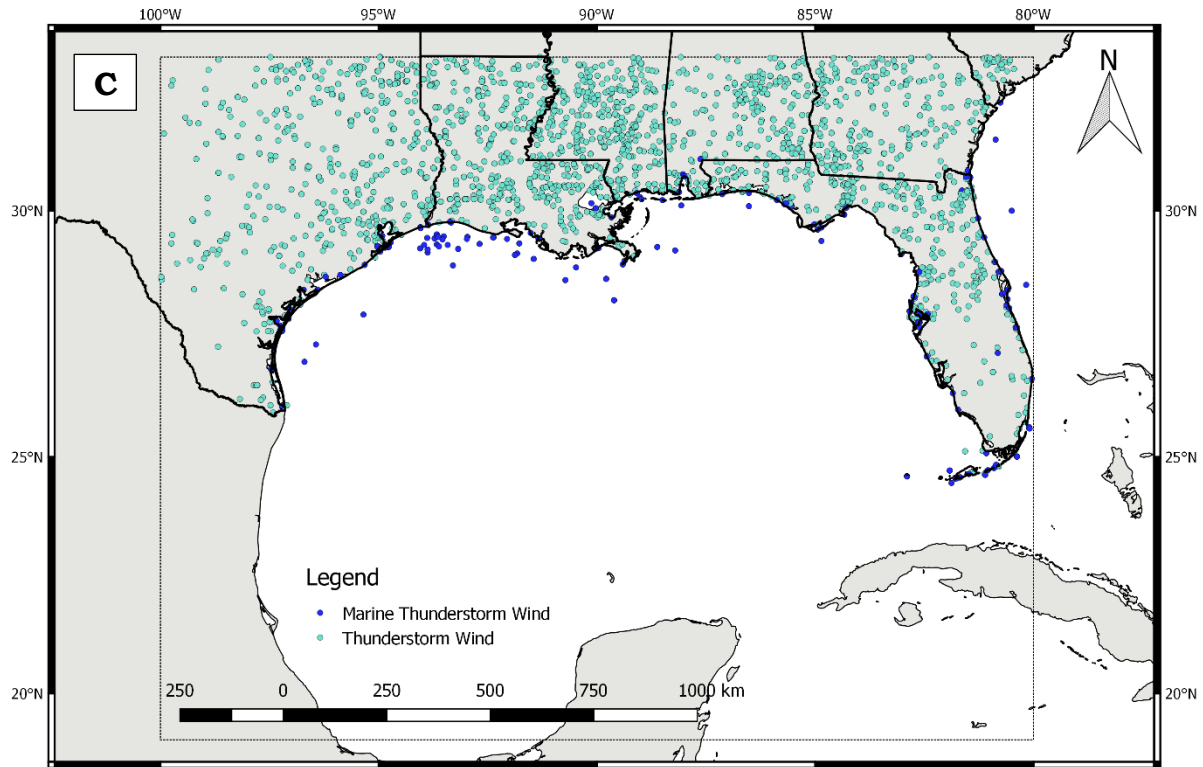 100°W 95°W 90°W 85°W 80°W
C
N
30°N 30°N
25°N 25°N
Legend
Marine Thunderstorm Wind
Thunderstorm Wind
250 0 250 500 750 1000 km
20°N 20°N